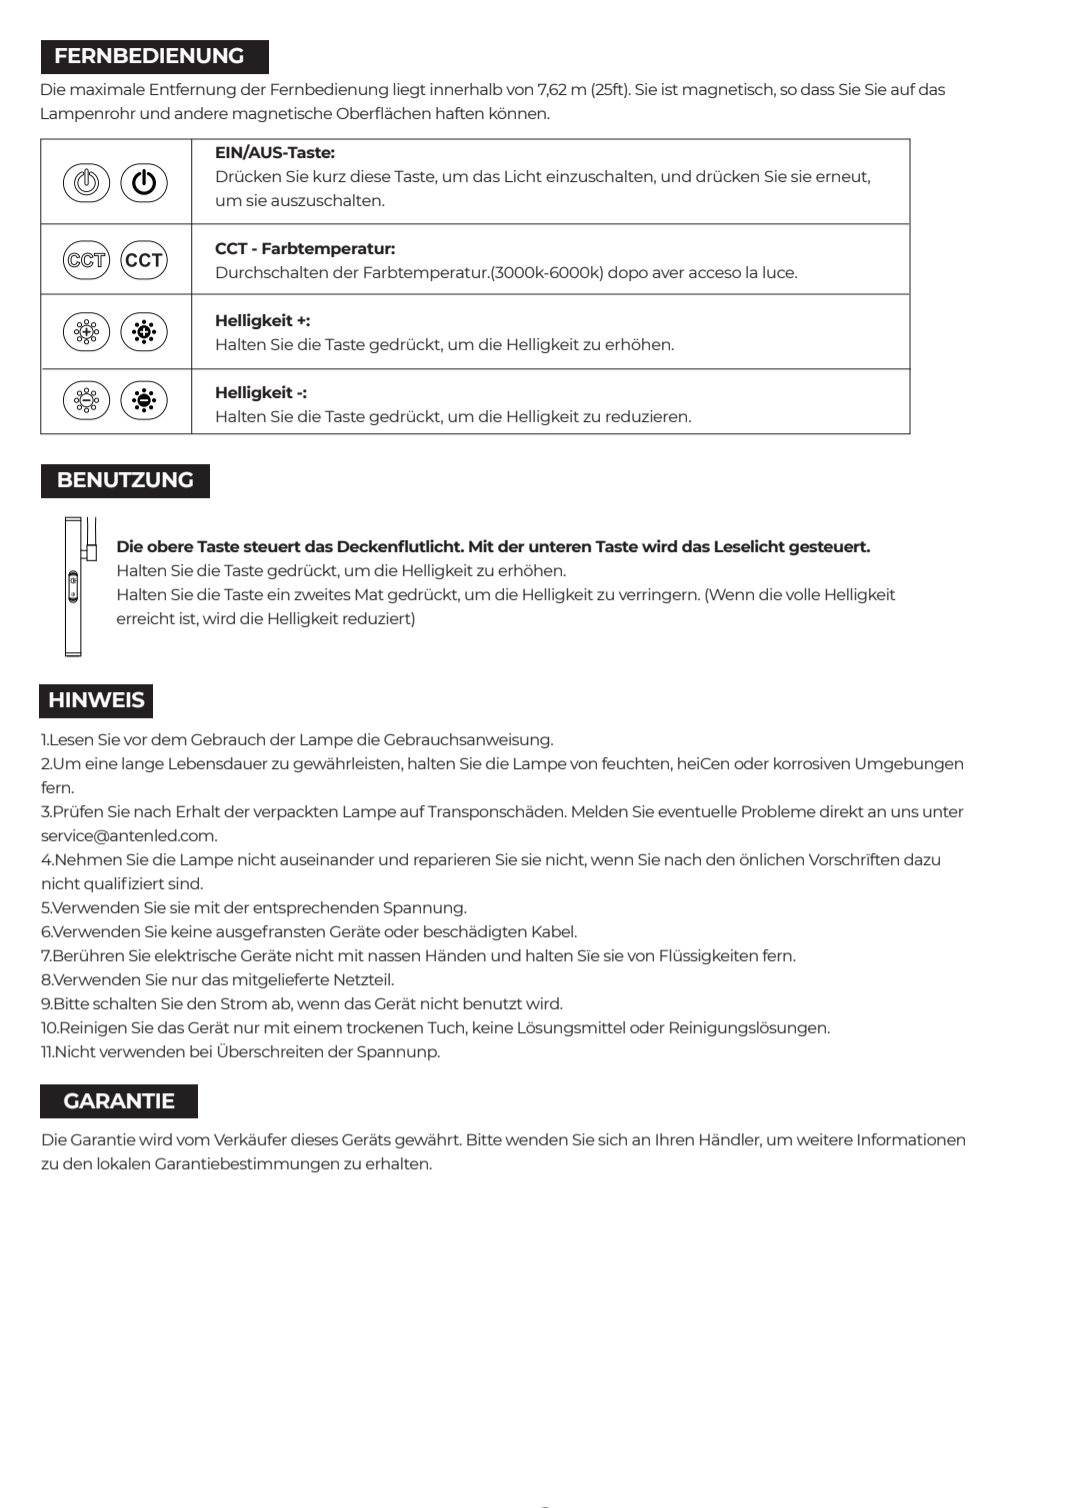 FERNBEDIENUNG
Die maximale Entfernung der Fernbedienung liegt innerhalb von 7,62 m (25ft). Sie ist magnetisch, so dass Sie Sie auf das
Lampenrohr und andere magnetische Oberflächen haften können.
EIN/AUS-Taste:
Drücken Sie kurz diese Taste, um das Licht einzuschalten, und drücken Sie sie erneut,
um sie auszuschalten.
CCT CCT
CCT - Farbtemperatur:
Durchschalten der Farbtemperatur.(3000k-6000k) dopo aver acceso la luce.
Helligkeit +:
Halten Sie die Taste gedrückt, um die Helligkeit zu erhöhen.
Helligkeit -:
Halten Sie die Taste gedrückt, um die Helligkeit zu reduzieren.
BENUTZUNG
Die obere Taste steuert das Deckenflutlicht. Mit der unteren Taste wird das Leselicht gesteuert.
Halten Sie die Taste gedrückt, um die Helligkeit zu erhöhen.
Halten Sie die Taste ein zweites Mat gedrückt, um die Helligkeit zu verringern. (Wenn die volle Helligkeit
erreicht ist, wird die Helligkeit reduziert)
HINWEIS
1.Lesen Sie vor dem Gebrauch der Lampe die Gebrauchsanweisung.
2.Um eine lange Lebensdauer zu gewährleisten, halten Sie die Lampe von feuchten, heiCen oder korrosiven Umgebungen
fern.
3.Prüfen Sie nach Erhalt der verpackten Lampe auf Transponschäden. Melden Sie eventuelle Probleme direkt an uns unter
service@antenled.com.
4.Nehmen Sie die Lampe nicht auseinander und reparieren Sie sie nicht, wenn Sie nach den önlichen Vorschrïften dazu
nicht qualifiziert sind.
5.Verwenden Sie sie mit der entsprechenden Spannung.
6.Verwenden Sie keine ausgefransten Geräte oder beschädigten Kabel.
7.Berühren Sie elektrische Geräte nicht mit nassen Händen und halten Sïe sie von Flüssigkeiten fern.
8.Verwenden Sie nur das mitgelieferte Netzteil.
9.Bitte schalten Sie den Strom ab, wenn das Gerät nicht benutzt wird.
10.Reinigen Sie das Gerät nur mit einem trockenen Tuch, keine Lösungsmittel oder Reinigungslösungen.
11.Nicht verwenden bei Überschreiten der Spannunp.
GARANTIE
Die Garantie wird vom Verkäufer dieses Geräts gewährt. Bitte wenden Sie sich an Ihren Händler, um weitere Informationen
zu den lokalen Garantiebestimmungen zu erhalten.